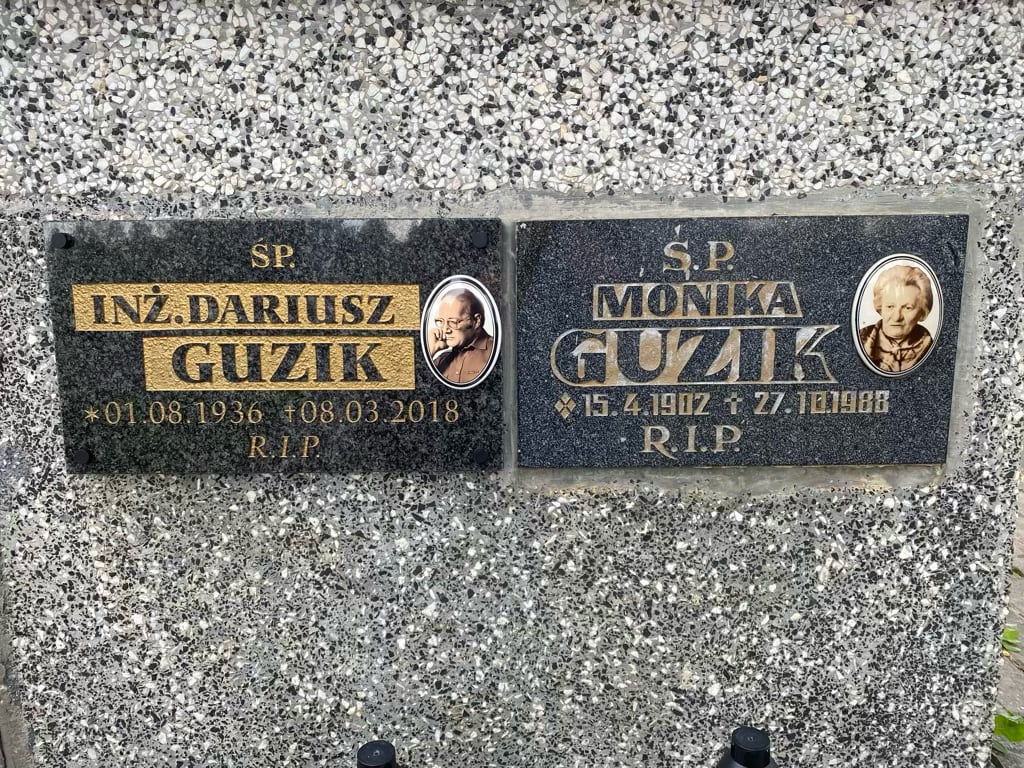 ŚP.
INŻ. DARIUSZ
GUZIK
*01.08.1936 †08.03.2018
R.I.P.
Ś.P.
MONIKA
GUZIK
15.4.1902 † 27.10.1988
R.I.P.